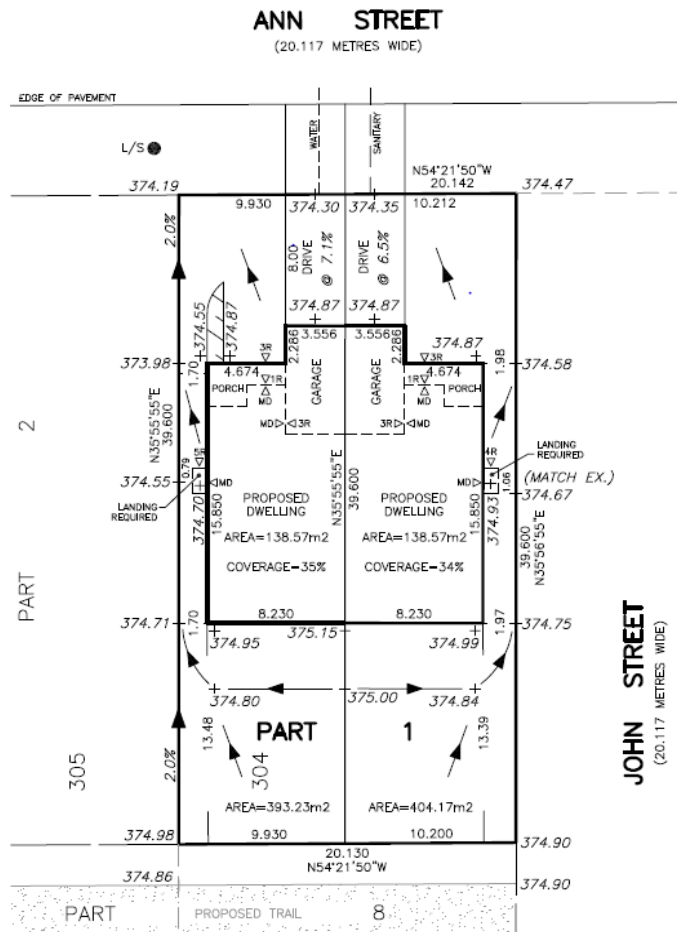 ANN STREET
(20.117 METRES WIDE)
EDGE OF PAVEMENT
L/S
WATER
SANITARY
N54°21'50"W
20.142
374.19
374.47
9.930
374.30
374.35
10.212
2.0%
8.00
DRIVE
@ 7.1%
DRIVE
@ 6.5%
374.55
374.87
374.87
374.87
3.556
3.556
374.87
2.286
2.286
3R
3R
373.98
1.70
4.674
4.674
1.98
374.58
PORCH
1R
MD
GARAGE
GARAGE
1R
MD
PORCH
MD
3R
3R
MD
2
N35°55'55"E
39.600
0.79
5R
4R
LANDING
REQUIRED
(MATCH EX.)
374.55
MD
MD
1.06
374.67
LANDING
REQUIRED
374.70
15.850
PROPOSED
DWELLING
AREA=138.57m2
COVERAGE-35%
N35°55'55"E
39.600
PROPOSED
DWELLING
AREA=138.57m2
COVERAGE-34%
15.850
374.93
39.600
N35°56'55"E
PART
8.230
8.230
374.71
1.70
374.95
375.15
374.99
1.97
374.75
374.80
375.00
374.84
JOHN STREET
(20.117 METRES WIDE)
13.48
PART 1
13.39
305
2.0%
304
AREA=393.23m2
AREA=404.17m2
374.98
9.930
10.200
374.90
20.130
N54°21'50"W
374.86
374.90
PART
PROPOSED TRAIL
8